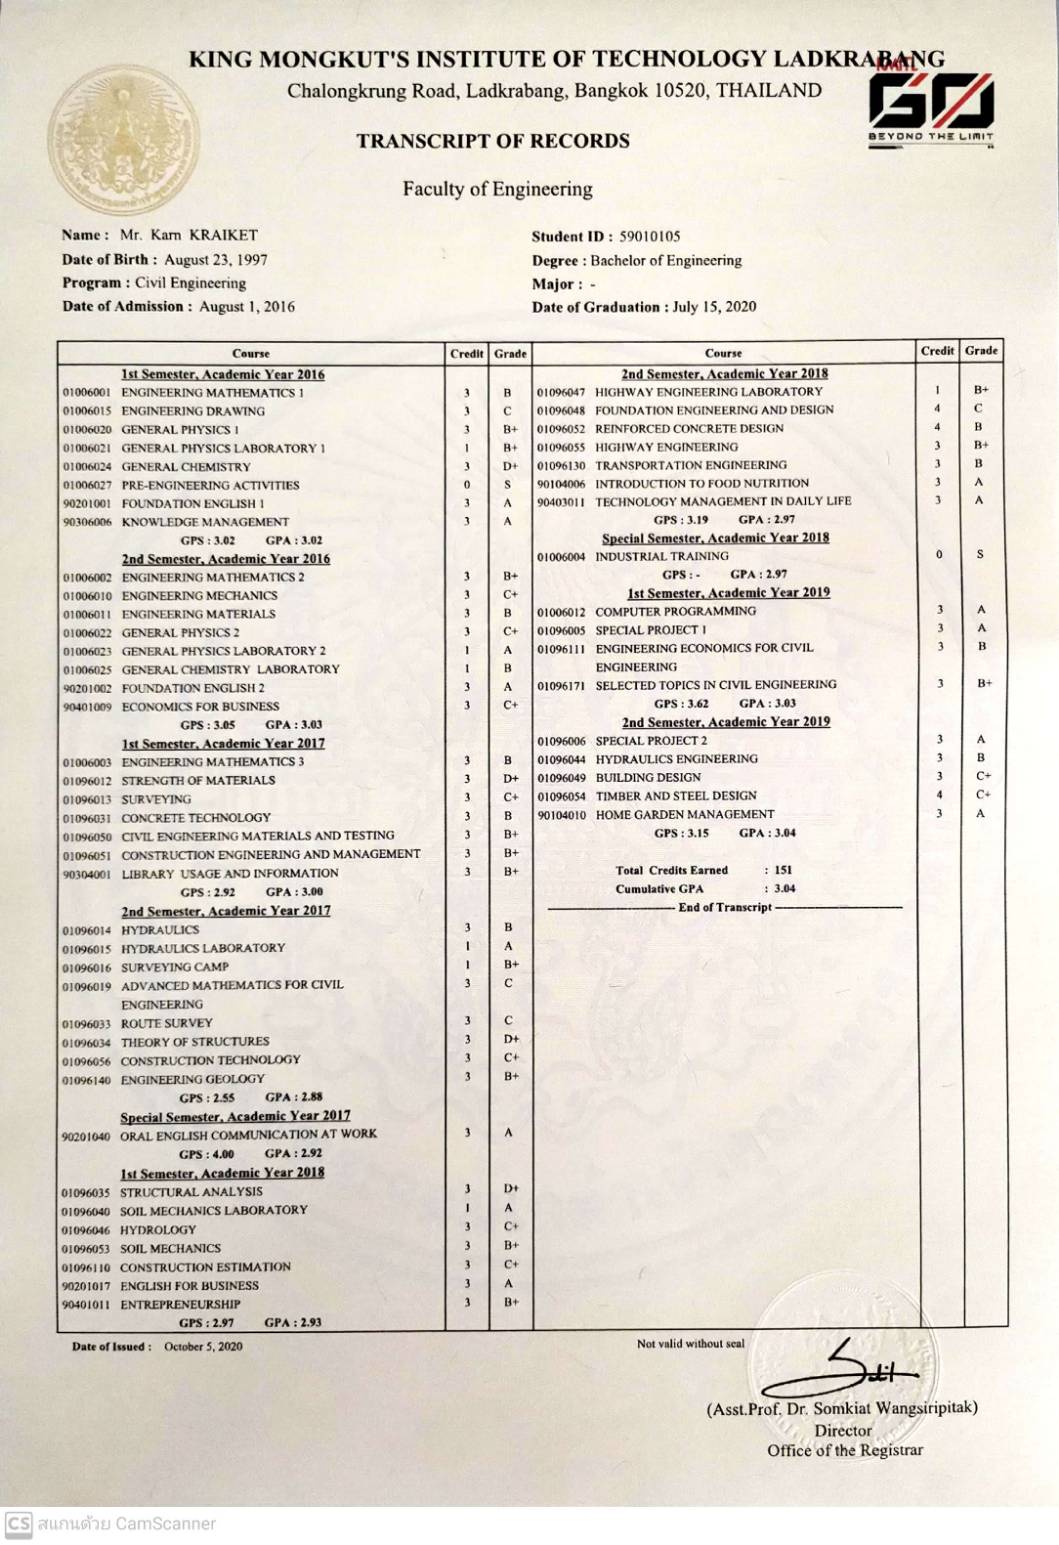 KING MONGKUT'S INSTITUTE OF TECHNOLOGY LADKRABANG
Chalongkrung Road, Ladkrabang, Bangkok 10520, THAILAND
KMITL
GO
BEYOND THE LIMIT
TRANSCRIPT OF RECORDS
Faculty of Engineering
Name : Mr. Karn KRAIKET
Date of Birth : August 23, 1997
Program : Civil Engineering
Date of Admission : August 1, 2016
Student ID : 59010105
Degree : Bachelor of Engineering
Major : -
Date of Graduation : July 15, 2020
Course Credit Grade
1st Semester, Academic Year 2016
01006001 ENGINEERING MATHEMATICS 1 3 B
01006015 ENGINEERING DRAWING 3 C
01006020 GENERAL PHYSICS 1 3 B+
01006021 GENERAL PHYSICS LABORATORY 1 1 B+
01006024 GENERAL CHEMISTRY 3 D+
01006027 PRE-ENGINEERING ACTIVITIES 0 S
90201001 FOUNDATION ENGLISH 1 3 A
90306006 KNOWLEDGE MANAGEMENT 3 A
GPS : 3.02 GPA : 3.02
2nd Semester, Academic Year 2016
01006002 ENGINEERING MATHEMATICS 2 3 B+
01006010 ENGINEERING MECHANICS 3 C+
01006011 ENGINEERING MATERIALS 3 B
01006022 GENERAL PHYSICS 2 3 C+
01006023 GENERAL PHYSICS LABORATORY 2 1 A
01006025 GENERAL CHEMISTRY LABORATORY 1 B
90201002 FOUNDATION ENGLISH 2 3 A
90401009 ECONOMICS FOR BUSINESS 3 C+
GPS : 3.05 GPA : 3.03
1st Semester, Academic Year 2017
01006003 ENGINEERING MATHEMATICS 3 3 B
01096012 STRENGTH OF MATERIALS 3 D+
01096013 SURVEYING 3 C+
01096031 CONCRETE TECHNOLOGY 3 B
01096050 CIVIL ENGINEERING MATERIALS AND TESTING 3 B+
01096051 CONSTRUCTION ENGINEERING AND MANAGEMENT 3 B+
90304001 LIBRARY USAGE AND INFORMATION 3 B+
GPS : 2.92 GPA : 3.00
2nd Semester, Academic Year 2017
01096014 HYDRAULICS 3 B
01096015 HYDRAULICS LABORATORY 1 A
01096016 SURVEYING CAMP 1 B+
01096019 ADVANCED MATHEMATICS FOR CIVIL 3 C
ENGINEERING
01096033 ROUTE SURVEY 3 C
01096034 THEORY OF STRUCTURES 3 D+
01096056 CONSTRUCTION TECHNOLOGY 3 C+
01096140 ENGINEERING GEOLOGY 3 B+
GPS : 2.55 GPA : 2.88
Special Semester, Academic Year 2017
90201040 ORAL ENGLISH COMMUNICATION AT WORK 3 A
GPS : 4.00 GPA : 2.92
1st Semester, Academic Year 2018
01096035 STRUCTURAL ANALYSIS 3 D+
01096040 SOIL MECHANICS LABORATORY 1 A
01096046 HYDROLOGY 3 C+
01096053 SOIL MECHANICS 3 B+
01096110 CONSTRUCTION ESTIMATION 3 C+
90201017 ENGLISH FOR BUSINESS 3 A
90401011 ENTREPRENEURSHIP 3 B+
GPS : 2.97 GPA : 2.93
Course Credit Grade
2nd Semester, Academic Year 2018
01096047 HIGHWAY ENGINEERING LABORATORY 1 B+
01096048 FOUNDATION ENGINEERING AND DESIGN 4 C
01096052 REINFORCED CONCRETE DESIGN 4 B
01096055 HIGHWAY ENGINEERING 3 B+
01096130 TRANSPORTATION ENGINEERING 3 B
90104006 INTRODUCTION TO FOOD NUTRITION 3 A
90403011 TECHNOLOGY MANAGEMENT IN DAILY LIFE 3 A
GPS : 3.19 GPA : 2.97
Special Semester, Academic Year 2018
01006004 INDUSTRIAL TRAINING 0 S
GPS : - GPA : 2.97
1st Semester, Academic Year 2019
01006012 COMPUTER PROGRAMMING 3 A
01096005 SPECIAL PROJECT 1 3 A
01096111 ENGINEERING ECONOMICS FOR CIVIL 3 B
ENGINEERING
01096171 SELECTED TOPICS IN CIVIL ENGINEERING 3 B+
GPS : 3.62 GPA : 3.03
2nd Semester, Academic Year 2019
01096006 SPECIAL PROJECT 2 3 A
01096044 HYDRAULICS ENGINEERING 3 B
01096049 BUILDING DESIGN 3 C+
01096054 TIMBER AND STEEL DESIGN 4 C+
90104010 HOME GARDEN MANAGEMENT 3 A
GPS : 3.15 GPA : 3.04
Total Credits Earned : 151
Cumulative GPA : 3.04
End of Transcript
Date of Issued : October 5, 2020
Not valid without seal
(Asst.Prof. Dr. Somkiat Wangsiripitak)
Director
Office of the Registrar
CS สแกนด้วย CamScanner